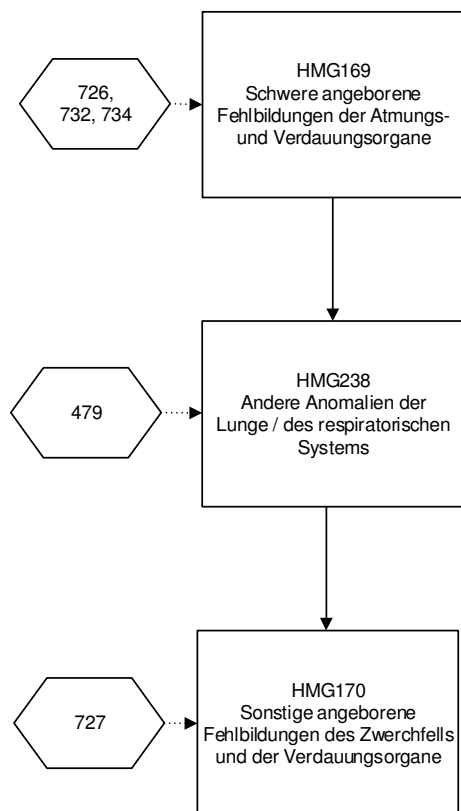 726,
732, 734
HMG169
Schwere angeborene
Fehlbildungen der Atmungs-
und Verdauungsorgane
479
HMG238
Andere Anomalien der
Lunge / des respiratorischen
Systems
727
HMG170
Sonstige angeborene
Fehlbildungen des Zwerchfells
und der Verdauungsorgane